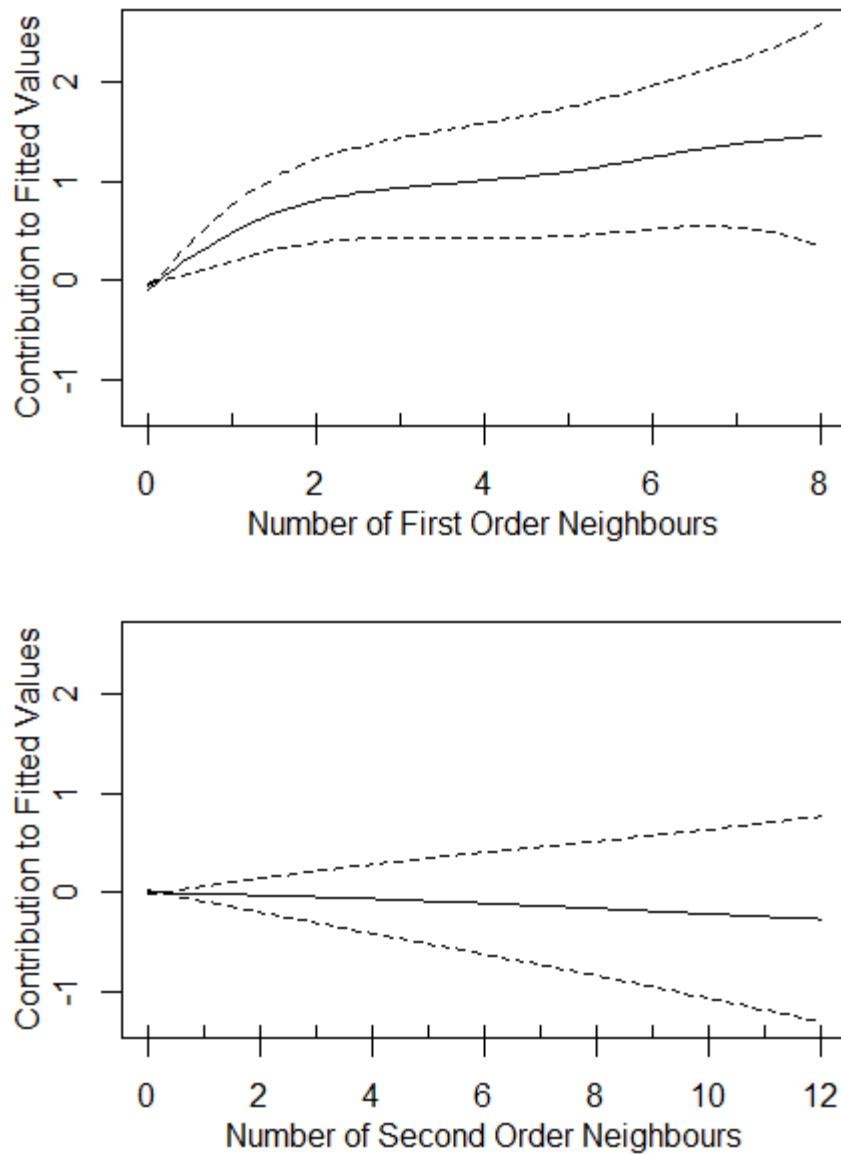 Contribution to Fitted Values
2
1
0
-1
0 2 4 6 8
Number of First Order Neighbours
Contribution to Fitted Values
2
1
0
-1
0 2 4 6 8 10 12
Number of Second Order Neighbours